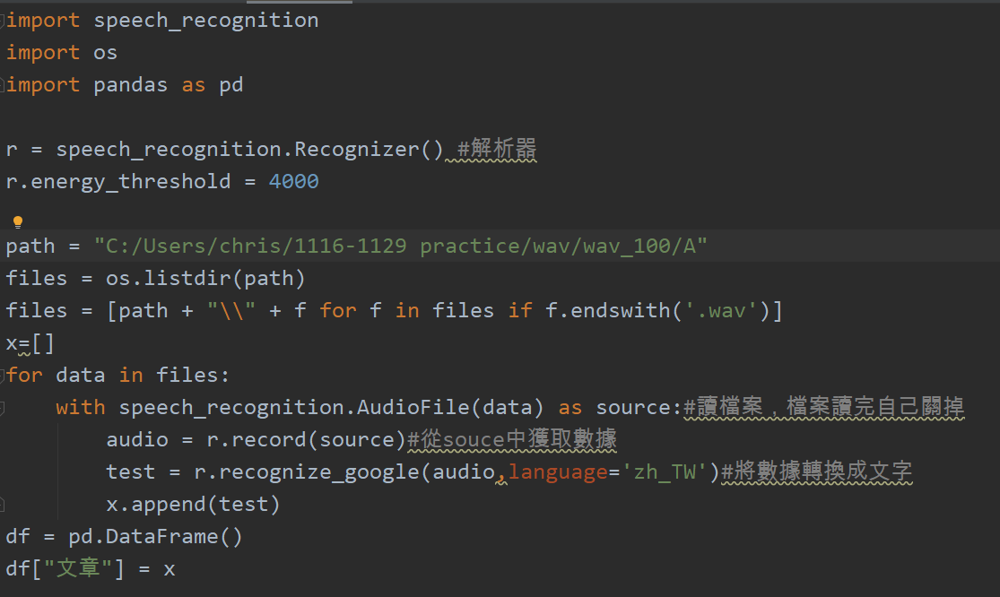 import speech_recognition
import os
import pandas as pd
r = speech_recognition.Recognizer() #解析器
r.energy_threshold = 4000
path = "C:/Users/chris/1116-1129 practice/wav/wav_100/A"
files = os.listdir(path)
files = [path + "\\" + f for f in files if f.endswith('.wav')]
x=[]
for data in files:
    with speech_recognition.AudioFile(data) as source:#讀檔案，檔案讀完自己關掉
        audio = r.record(source)#從souce中獲取數據
        test = r.recognize_google(audio,language='zh_TW')#將數據轉換成文字
        x.append(test)
df = pd.DataFrame()
df["文章"] = x